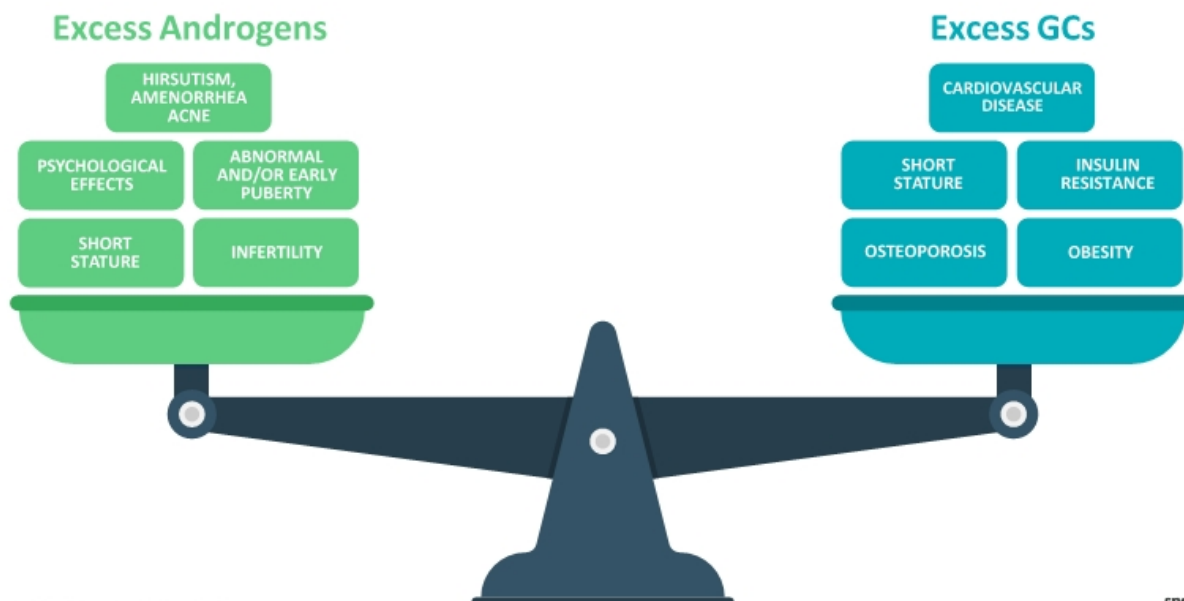 Excess Androgens
HIRSUTISM,
AMENORRHEA
ACNE
PSYCHOLOGICAL
EFFECTS
ABNORMAL
AND/OR EARLY
PUBERTY
SHORT
STATURE
INFERTILITY
Excess GCs
CARDIOVASCULAR
DISEASE
SHORT
STATURE
INSULIN
RESISTANCE
OSTEOPOROSIS
OBESITY